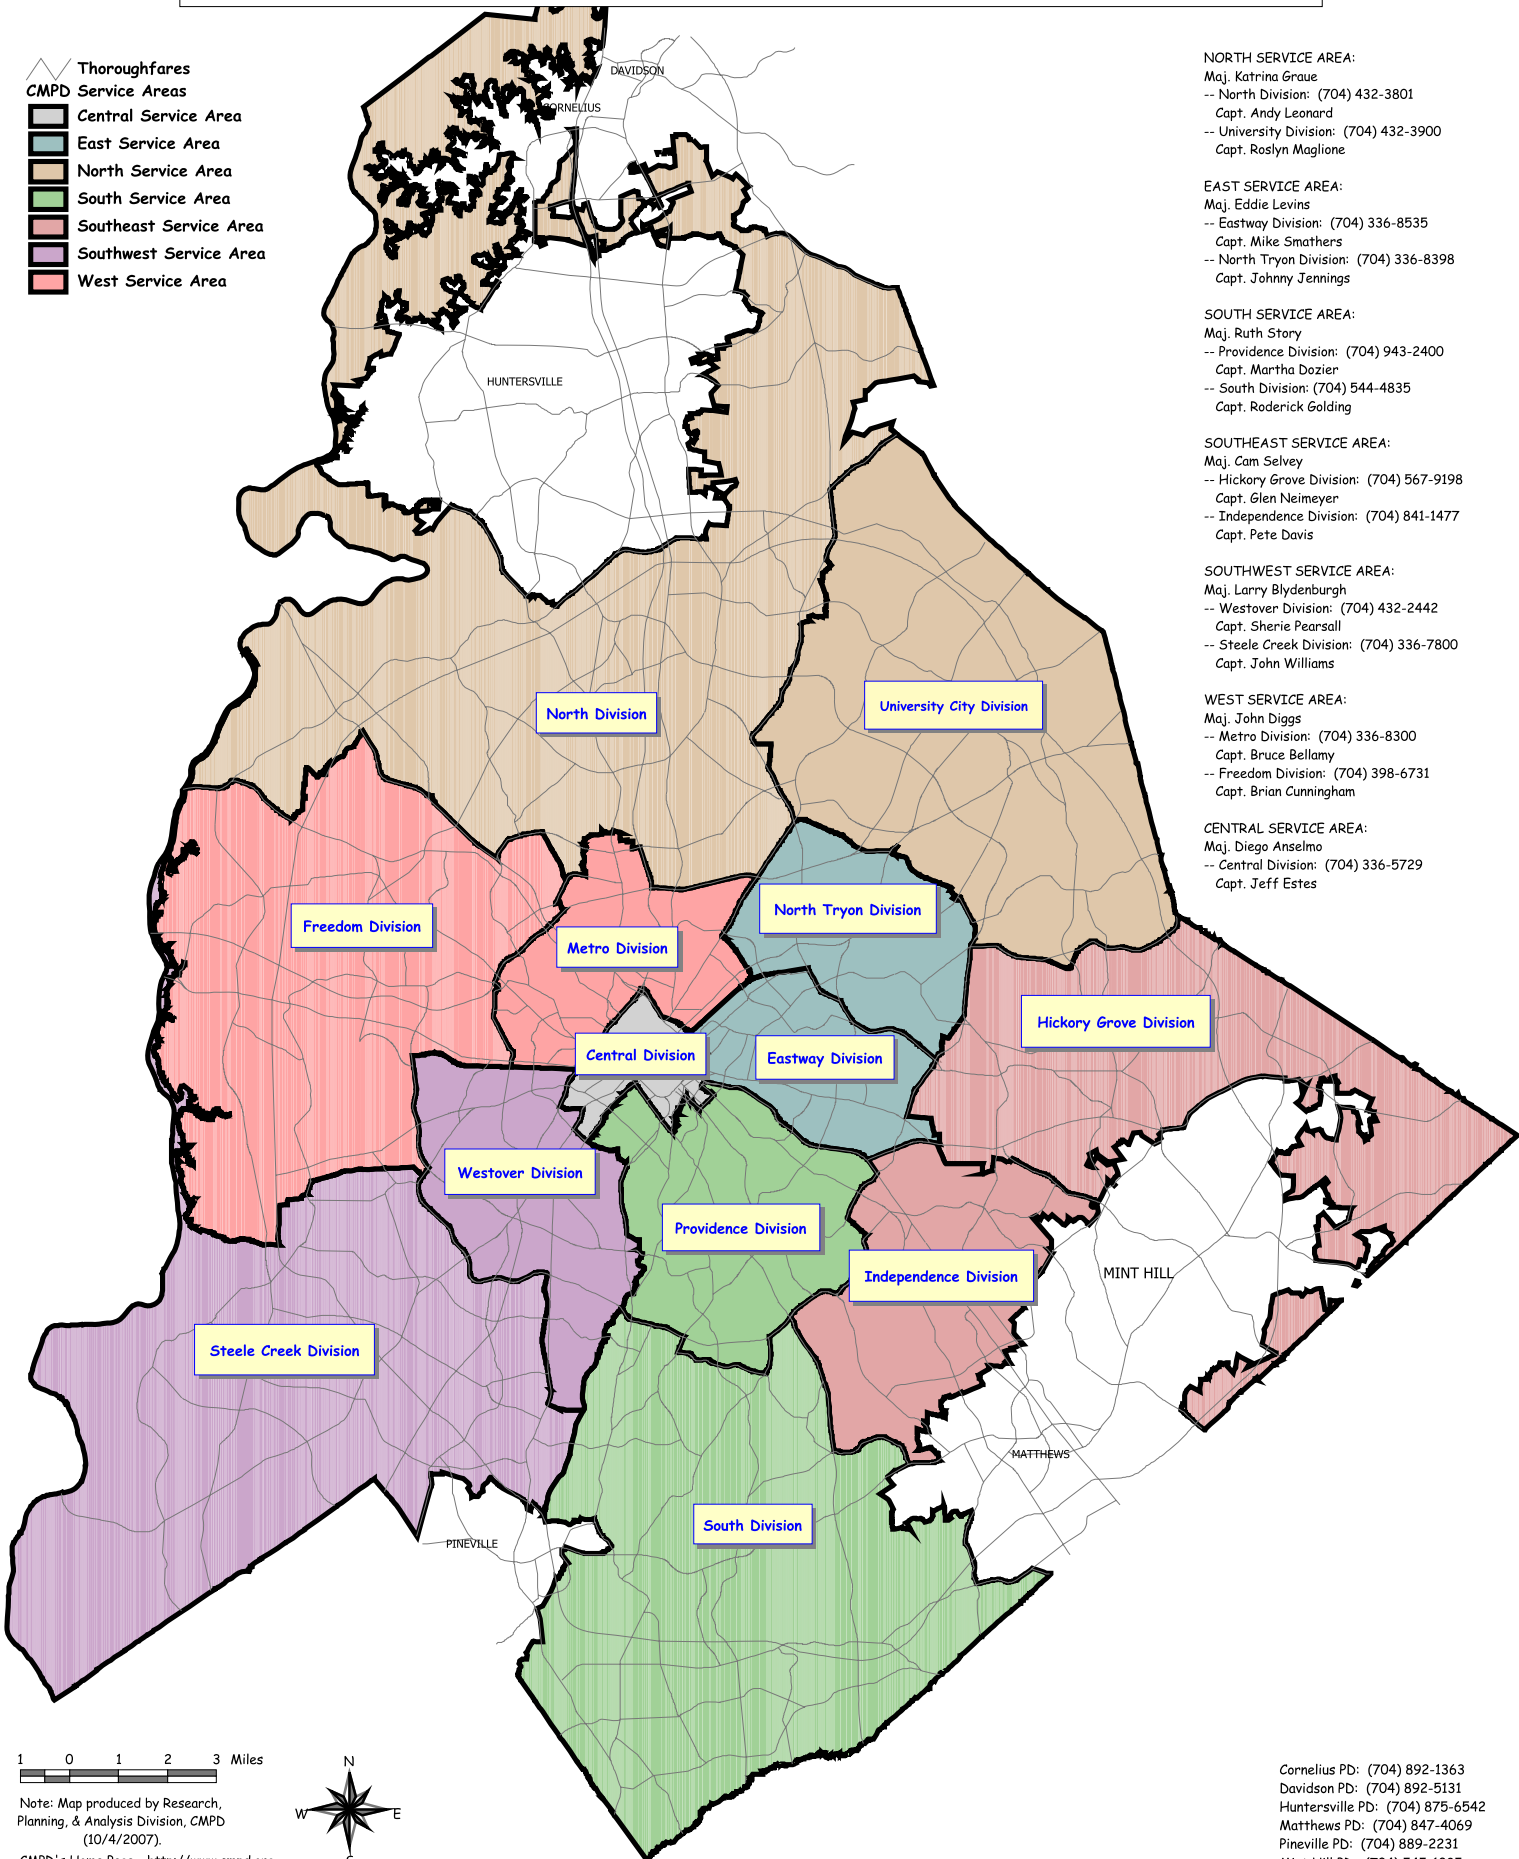 Thoroughfares
CMPD Service Areas
Central Service Area
East Service Area
North Service Area
South Service Area
Southeast Service Area
Southwest Service Area
West Service Area
NORTH SERVICE AREA:
Maj. Katrina Graue
-- North Division: (704) 432-3801
Capt. Andy Leonard
-- University Division: (704) 432-3900
Capt. Roslyn Maglione
EAST SERVICE AREA:
Maj. Eddie Levins
-- Eastway Division: (704) 336-8535
Capt. Mike Smathers
-- North Tryon Division: (704) 336-8398
Capt. Johnny Jennings
SOUTH SERVICE AREA:
Maj. Ruth Story
-- Providence Division: (704) 943-2400
Capt. Martha Dozier
-- South Division: (704) 544-4835
Capt. Roderick Golding
SOUTHEAST SERVICE AREA:
Maj. Cam Selvey
-- Hickory Grove Division: (704) 567-9198
Capt. Glen Neimeyer
-- Independence Division: (704) 841-1477
Capt. Pete Davis
SOUTHWEST SERVICE AREA:
Maj. Larry Blydenburgh
-- Westover Division: (704) 432-2442
Capt. Sherie Pearsall
-- Steele Creek Division: (704) 336-7800
Capt. John Williams
WEST SERVICE AREA:
Maj. John Diggs
-- Metro Division: (704) 336-8300
Capt. Bruce Bellamy
-- Freedom Division: (704) 398-6731
Capt. Brian Cunningham
CENTRAL SERVICE AREA:
Maj. Diego Anselmo
-- Central Division: (704) 336-5729
Capt. Jeff Estes
DAVIDSON
CORNELIUS
HUNTERSVILLE
North Division
University City Division
North Tryon Division
Freedom Division
Metro Division
Hickory Grove Division
Central Division
Eastway Division
Westover Division
Providence Division
Independence Division
MINT HILL
Steele Creek Division
MATTHEWS
South Division
PINEVILLE
1 0 1 2 3 Miles
Note: Map produced by Research,
Planning, & Analysis Division, CMPD
(10/4/2007).
N
W E
Cornelius PD: (704) 892-1363
Davidson PD: (704) 892-5131
Huntersville PD: (704) 875-6542
Matthews PD: (704) 847-4069
Pineville PD: (704) 889-2231